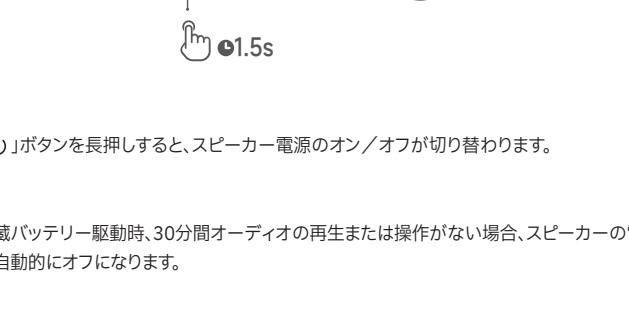 1.5s
」ボタンを長押しすると、スピーカー電源のオン／オフが切り替わります。
蔵バッテリー駆動時、30分間オーディオの再生または操作がない場合、スピーカーの
自動的にオフになります。